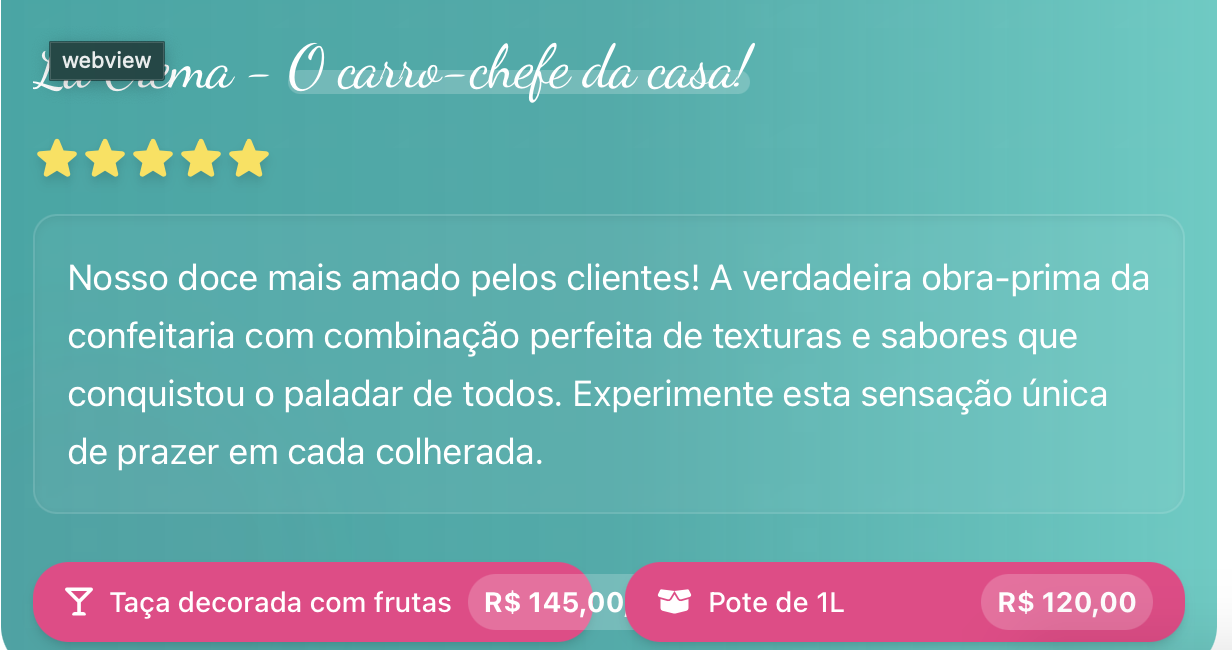 webview
ma - O carro-chefe da casa!
Nosso doce mais amado pelos clientes! A verdadeira obra-prima da
confeitaria com combinação perfeita de texturas e sabores que
conquistou o paladar de todos. Experimente esta sensação única
de prazer em cada colherada.
Taça decorada com frutas R$ 145,00 Pote de 1L R$ 120,00